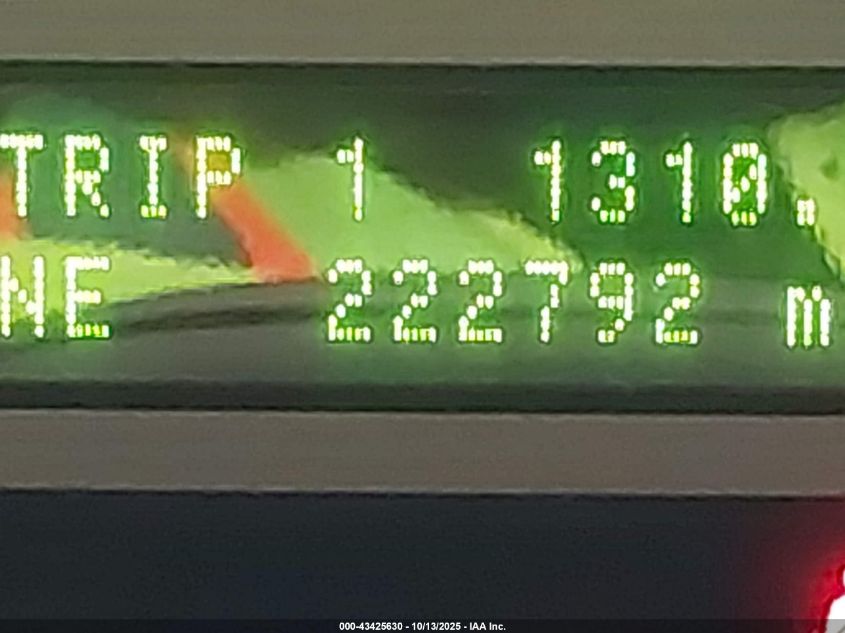 TRIP 1 1310.
NE 222792 m
000-43425630 - 10/13/2025 - IAA Inc.